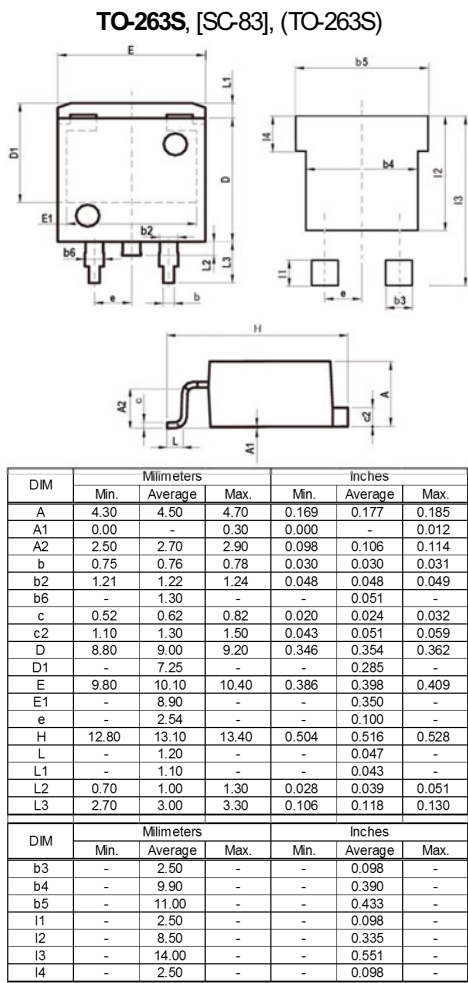 TO-263S, [SC-83], (TO-263S)
E
L1
D1
D
E1
b2
b6
L2
L3
e
b
b5
l4
b4
l2
l3
l1
e
b3
H
A2
c
L
A1
c2
A
DIM Milimeters Inches
Min. Average Max. Min. Average Max.
A 4.30 4.50 4.70 0.169 0.177 0.185
A1 0.00 - 0.30 0.000 - 0.012
A2 2.50 2.70 2.90 0.098 0.106 0.114
b 0.75 0.76 0.78 0.030 0.030 0.031
b2 1.21 1.22 1.24 0.048 0.048 0.049
b6 - 1.30 - - 0.051 -
c 0.52 0.62 0.82 0.020 0.024 0.032
c2 1.10 1.30 1.50 0.043 0.051 0.059
D 8.80 9.00 9.20 0.346 0.354 0.362
D1 - 7.25 - - 0.285 -
E 9.80 10.10 10.40 0.386 0.398 0.409
E1 - 8.90 - - 0.350 -
e - 2.54 - - 0.100 -
H 12.80 13.10 13.40 0.504 0.516 0.528
L - 1.20 - - 0.047 -
L1 - 1.10 - - 0.043 -
L2 0.70 1.00 1.30 0.028 0.039 0.051
L3 2.70 3.00 3.30 0.106 0.118 0.130
DIM Milimeters Inches
Min. Average Max. Min. Average Max.
b3 - 2.50 - - 0.098 -
b4 - 9.90 - - 0.390 -
b5 - 11.00 - - 0.433 -
l1 - 2.50 - - 0.098 -
l2 - 8.50 - - 0.335 -
l3 - 14.00 - - 0.551 -
l4 - 2.50 - - 0.098 -